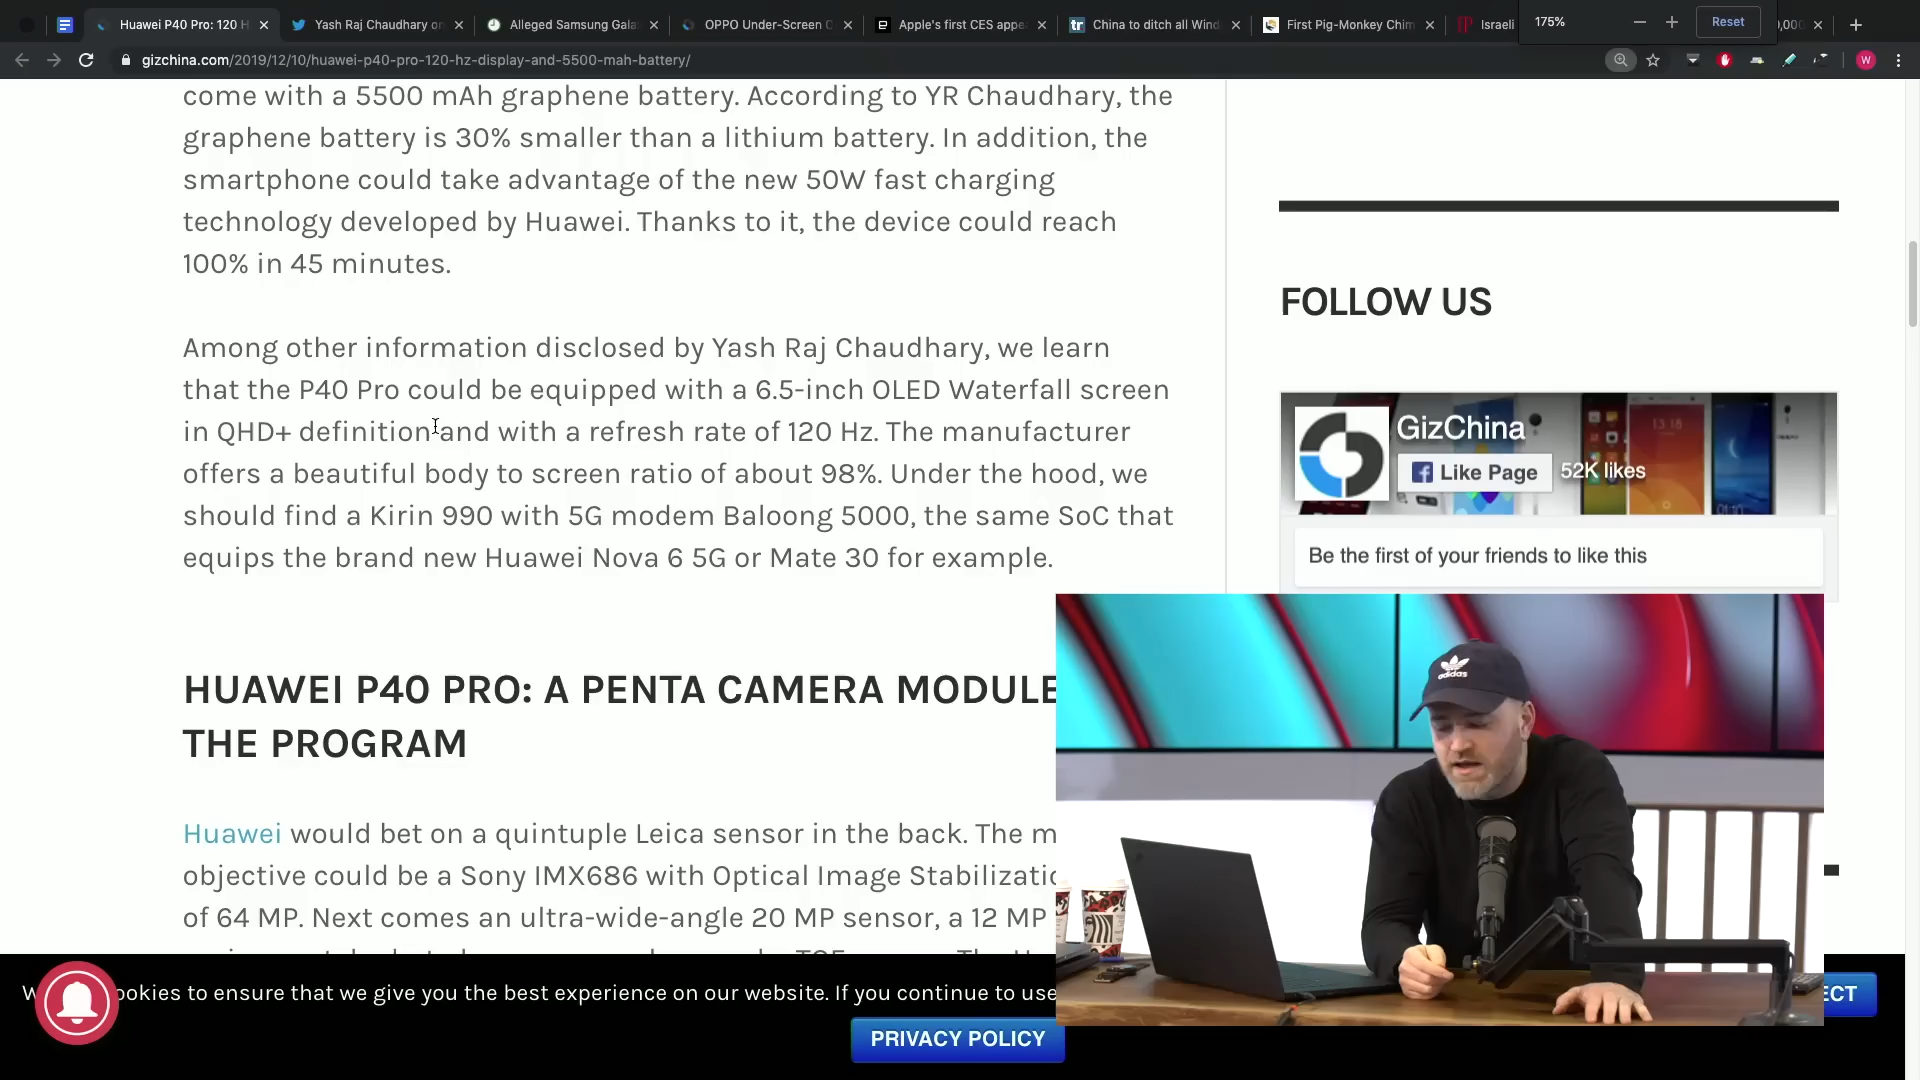 Huawei P40 Pro: 120 H
Yash Raj Chaudhary o
Alleged Samsung Gala
OPPO Under-Screen C
Apple's first CES appe
China to ditch all Wind
First Pig-Monkey Chim
Israeli
175%
Reset
0,000
gizchina.com/2019/12/10/huawei-p40-pro-120-hz-display-and-5500-mah-battery/
W
come with a 5500 mAh graphene battery. According to YR Chaudhary, the
graphene battery is 30% smaller than a lithium battery. In addition, the
smartphone could take advantage of the new 50W fast charging
technology developed by Huawei. Thanks to it, the device could reach
100% in 45 minutes.
Among other information disclosed by Yash Raj Chaudhary, we learn
that the P40 Pro could be equipped with a 6.5-inch OLED Waterfall screen
in QHD+ definition and with a refresh rate of 120 Hz. The manufacturer
offers a beautiful body to screen ratio of about 98%. Under the hood, we
should find a Kirin 990 with 5G modem Baloong 5000, the same SoC that
equips the brand new Huawei Nova 6 5G or Mate 30 for example.
HUAWEI P40 PRO: A PENTA CAMERA MODULE
THE PROGRAM
Huawei would bet on a quintuple Leica sensor in the back. The m
objective could be a Sony IMX686 with Optical Image Stabilizatio
of 64 MP. Next comes an ultra-wide-angle 20 MP sensor, a 12 MP
FOLLOW US
GizChina
Like Page
52K likes
Be the first of your friends to like this
adidas
W
ookies to ensure that we give you the best experience on our website. If you continue to use
ECT
PRIVACY POLICY